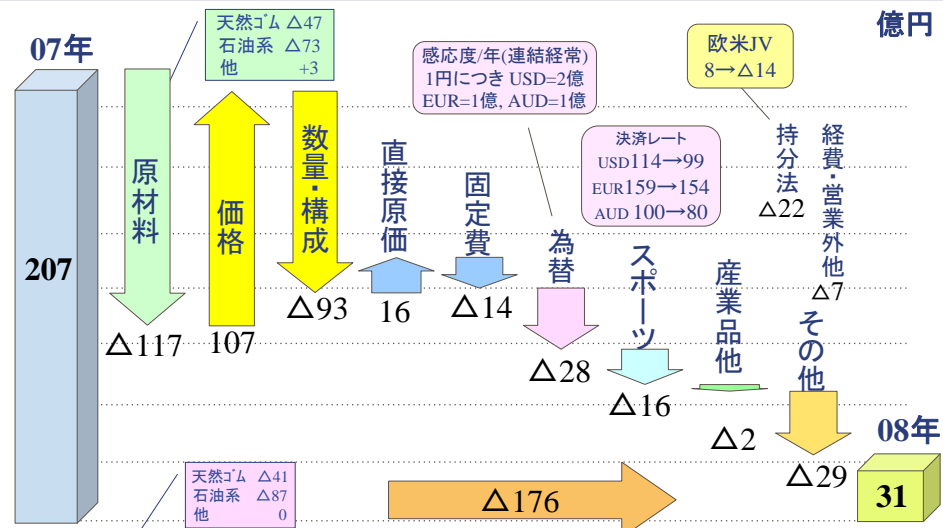 億円
07年
207
天然ゴム △47
石油系 △73
他 +3
原材料
△117
価格
107
数量・構成
△93
直接原価
16
固定費
△14
感応度/年(連結経常)
1円につき USD=2億
EUR=1億, AUD=1億
為替
△28
決済レート
USD114→99
EUR159→154
AUD 100→80
スポーツ
△16
産業品他
△2
欧米JV
8→△14
持分法
△22
経費・営業外他
△7
その他
△29
08年
31
天然ゴム △41
石油系 △87
他 0
△176